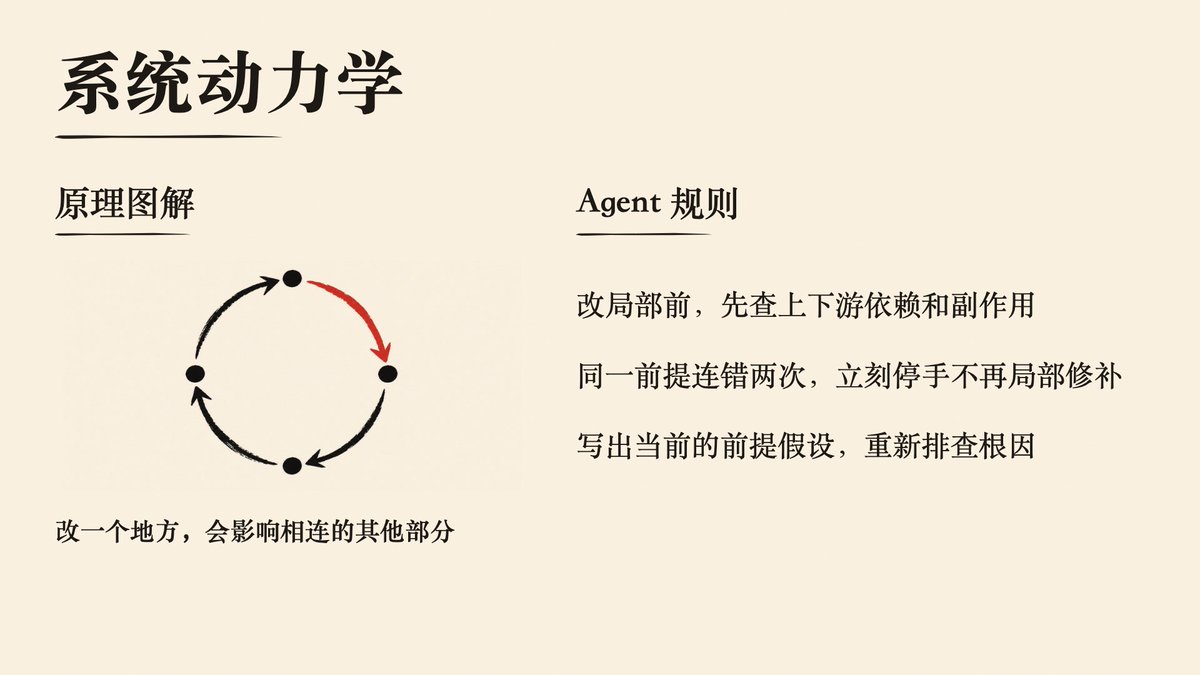 系统动力学
原理图解
改一个地方，会影响相连的其他部分
Agent 规则
改局部前，先查上下游依赖和副作用
同一前提连错两次，立刻停手不再局部修补
写出当前的前提假设，重新排查根因